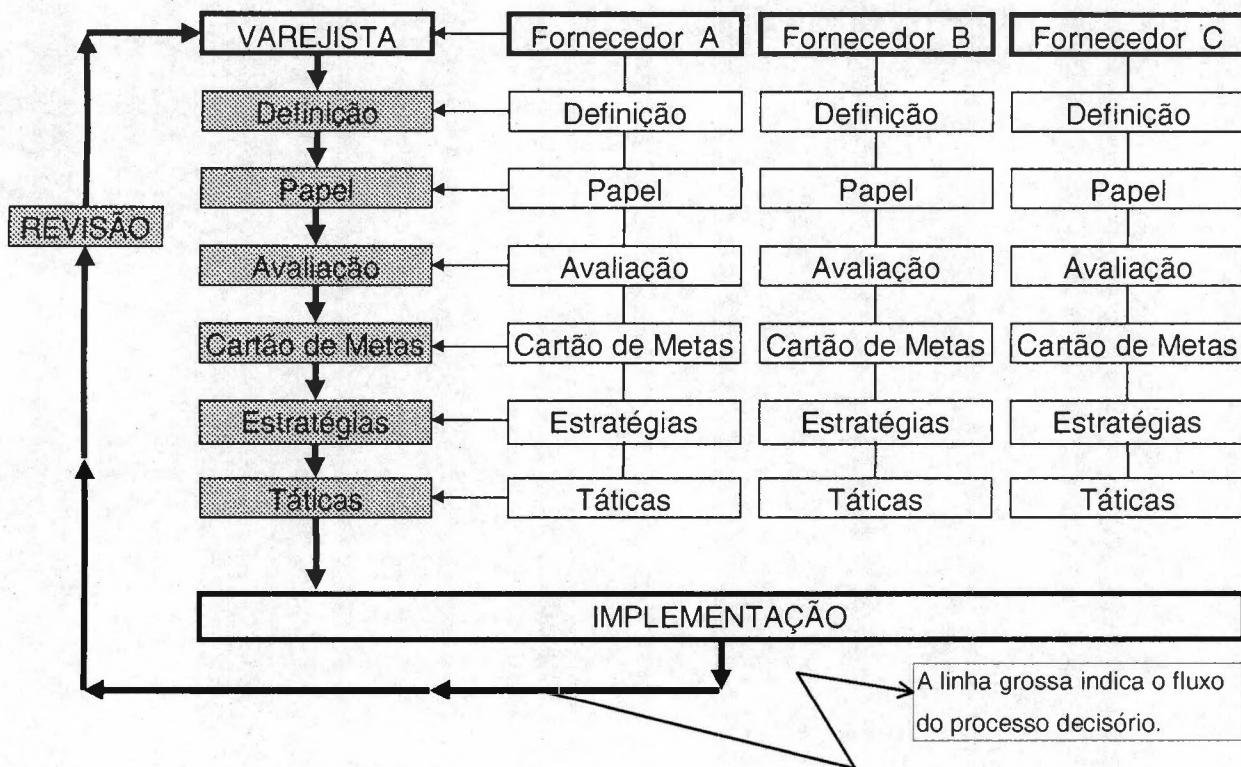 VAREJISTA Fornecedor A Fornecedor B Fornecedor C
Definição Definição Definição Definição
Papel Papel Papel Papel
REVISÃO
Avaliação Avaliação Avaliação Avaliação
Cartão de Metas Cartão de Metas Cartão de Metas Cartão de Metas
Estratégias Estratégias Estratégias Estratégias
Táticas Táticas Táticas Táticas
IMPLEMENTAÇÃO
A linha grossa indica o fluxo
do processo decisório.